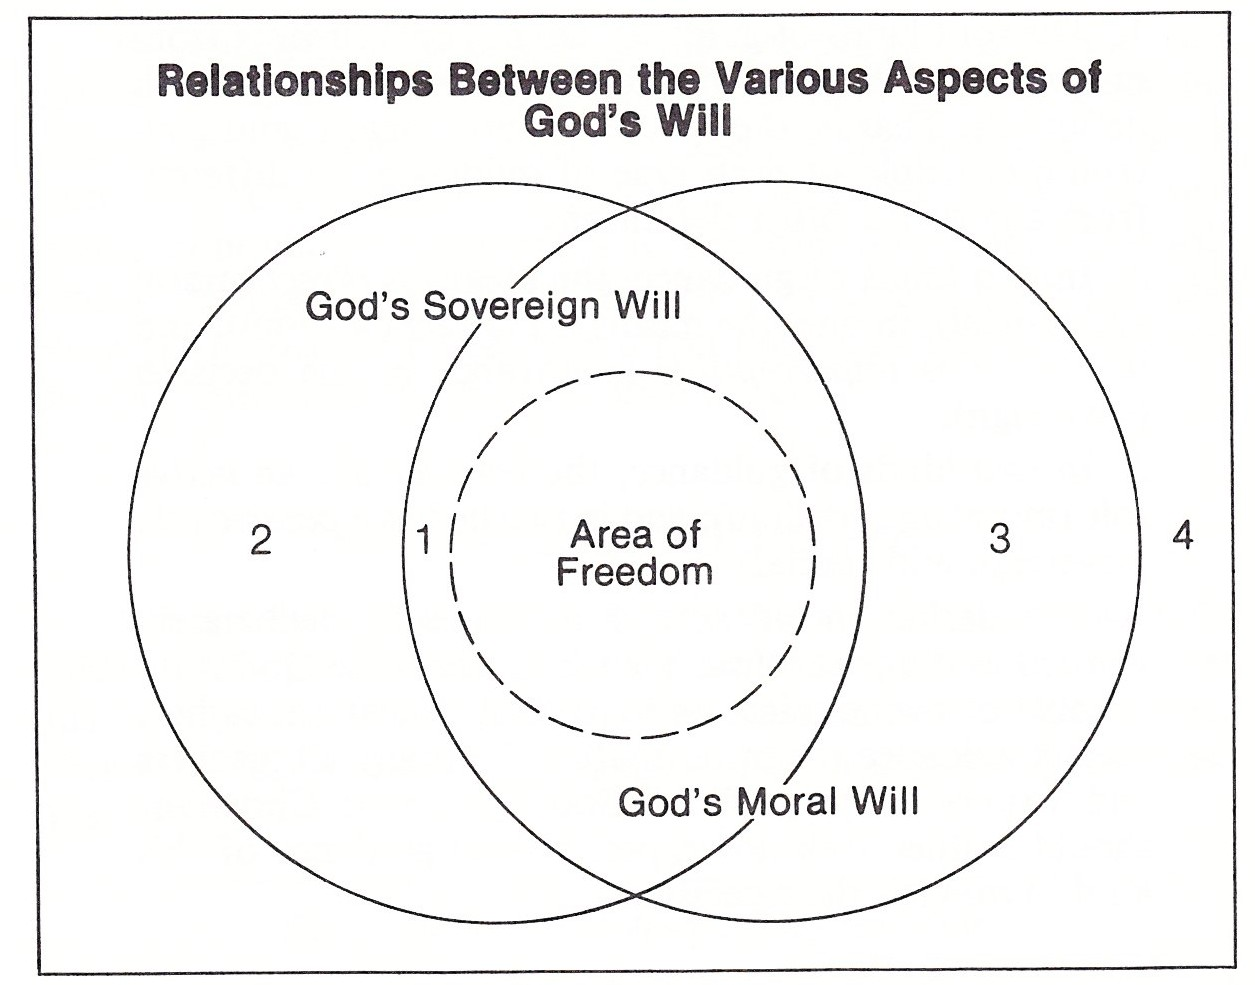 Relationships Between the Various Aspects of
God's Will
God's Sovereign Will
2
1
Area of
Freedom
3
4
God's Moral Will